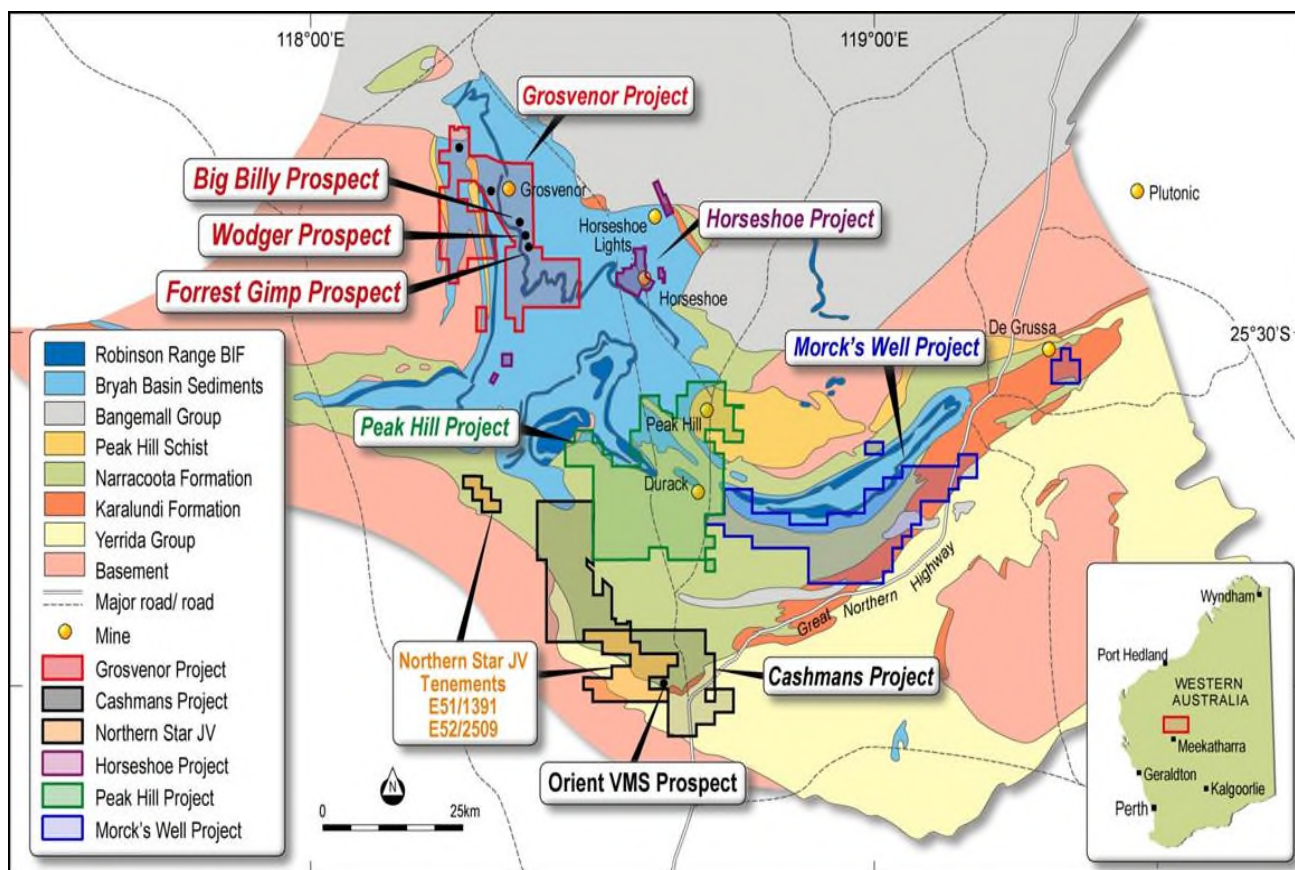 118°00'E
119°00'E
Grosvenor Project
Big Billy Prospect
Grosvenor
Plutonic
Wodger Prospect
Horseshoe
Lights
Horseshoe Project
Forrest Gimp Prospect
Horseshoe
De Grussa
25°30'S
Morck's Well Project
Peak Hill Project
Peak Hill
Durack
Great Northern Highway
Northern Star JV
Tenements
E51/1391
E52/2509
Cashmans Project
Orient VMS Prospect
N
0 25km
Robinson Range BIF
Bryah Basin Sediments
Bangemall Group
Peak Hill Schist
Narracoota Formation
Karalundi Formation
Yerrida Group
Basement
Major road/ road
Mine
Grosvenor Project
Cashmans Project
Northern Star JV
Horseshoe Project
Peak Hill Project
Morck's Well Project
Wyndham
Port Hedland
WESTERN
AUSTRALIA
Meekatharra
Geraldton
Kalgoorlie
Perth